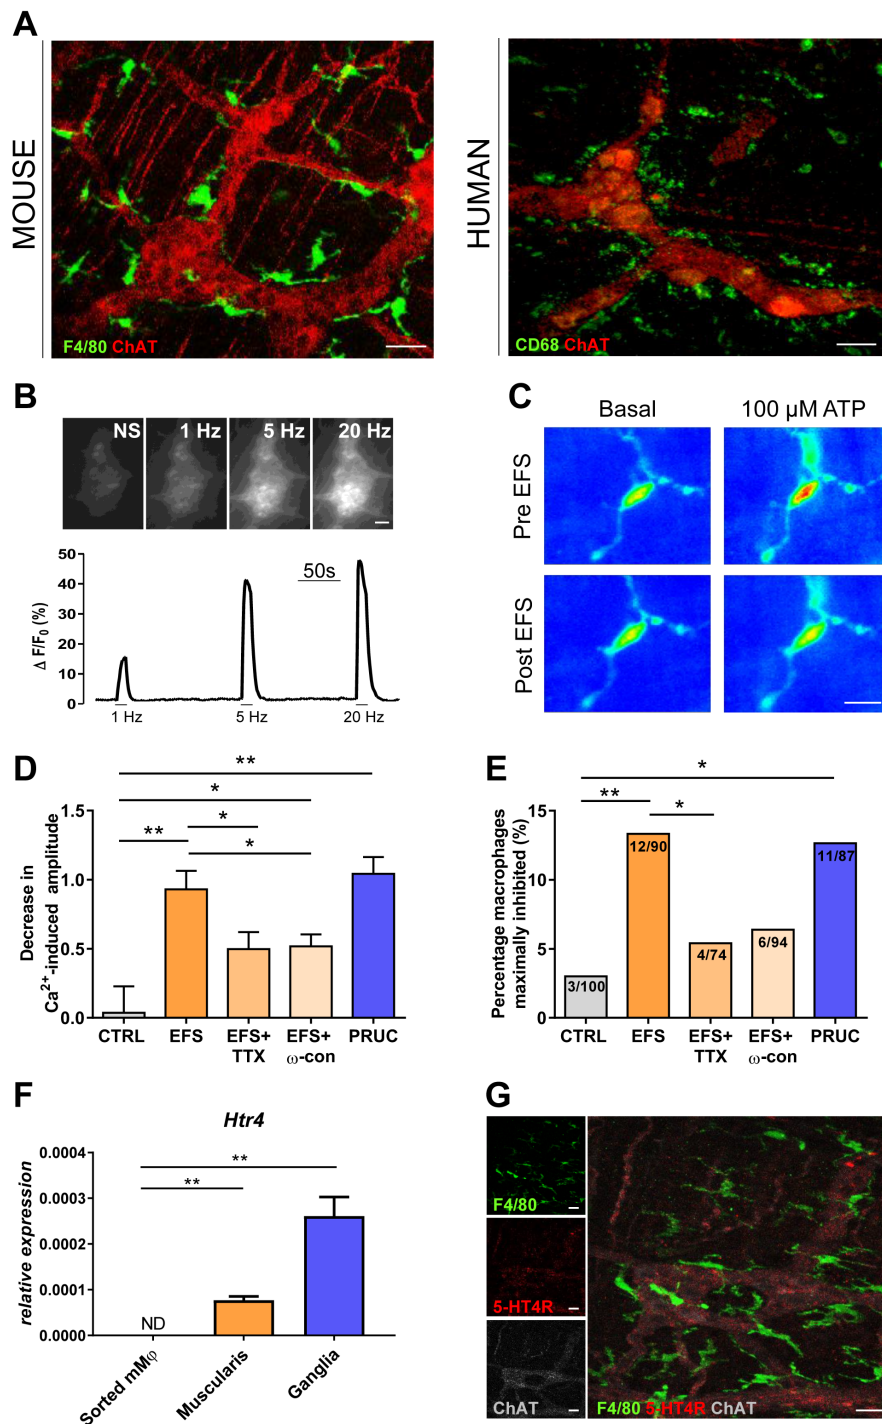 A
MOUSE
F4/80 ChAT
HUMAN
CD68 ChAT
B
NS
1 Hz
5 Hz
20 Hz
Δ F/F0 (%)
50
40
30
20
10
0
50s
1 Hz
5 Hz
20 Hz
C
Basal
100 µM ATP
Pre EFS
Post EFS
D
Decrease in
Ca2+-induced amplitude
1.5
1.0
0.5
0.0
**
*
*
**
*
CTRL
EFS
EFS+
TTX
EFS+
ω-con
PRUC
E
Percentage macrophages
maximally inhibited (%)
15
10
5
0
*
**
*
3/100
12/90
4/74
6/94
11/87
CTRL
EFS
EFS+
TTX
EFS+
ω-con
PRUC
F
Htr4
relative expression
0.0004
0.0003
0.0002
0.0001
0.0000
**
**
ND
Sorted mMφ
Muscularis
Ganglia
G
F4/80
5-HT4R
ChAT
F4/80 5-HT4R ChAT